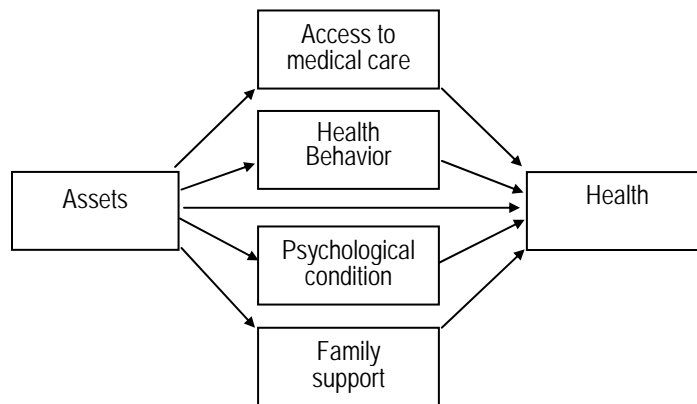 Access to
medical care
Health
Behavior
Assets
Health
Psychological
condition
Family
support